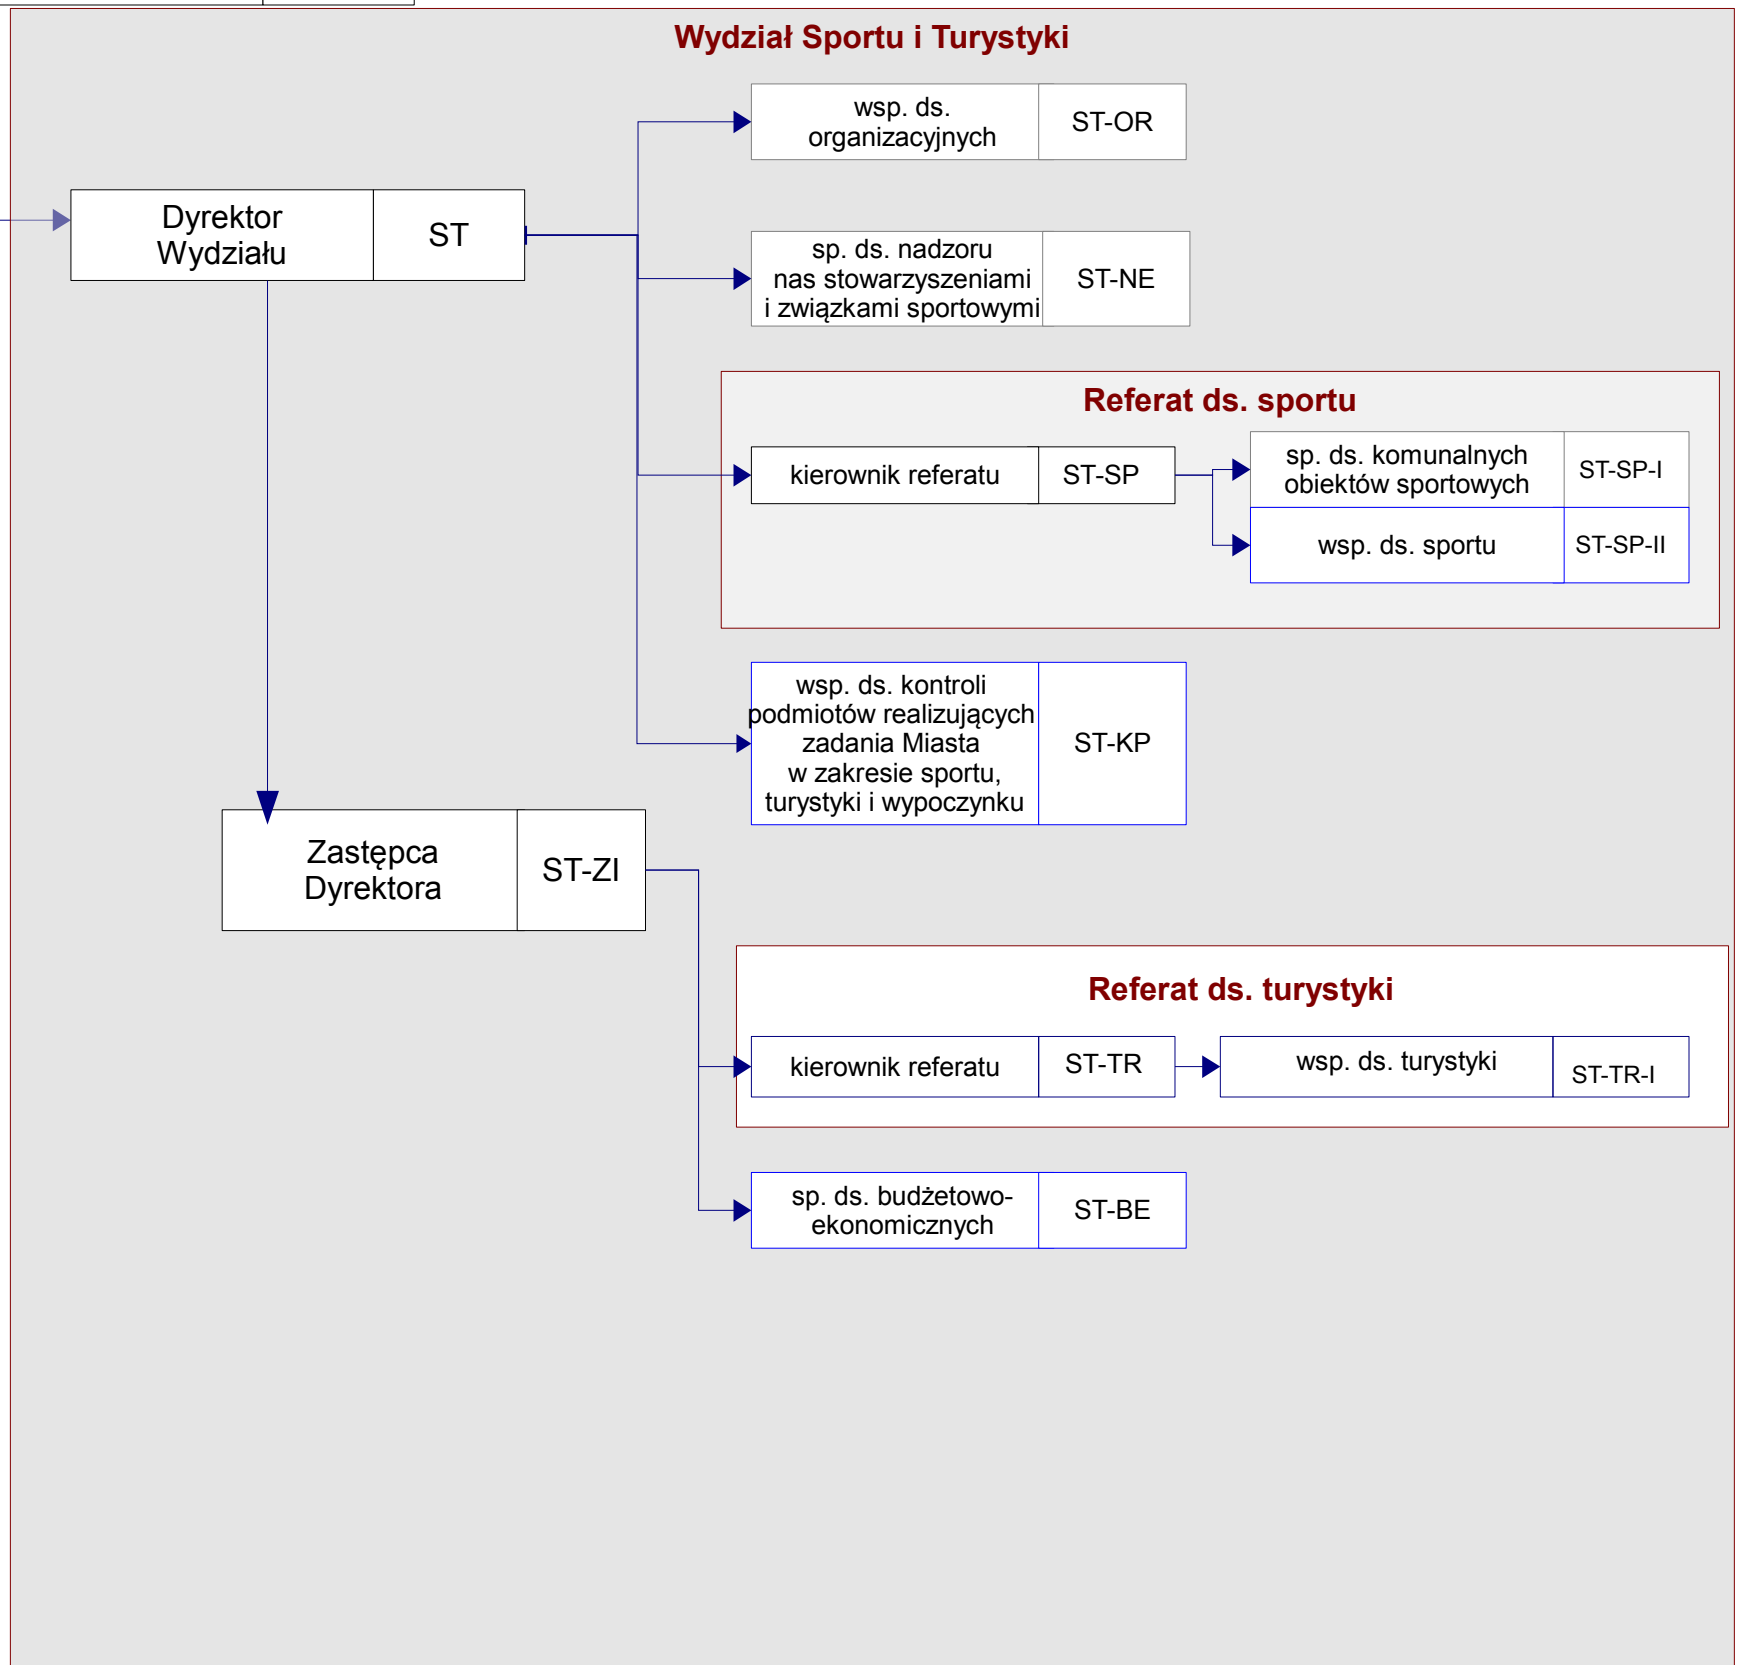 Wydział Sportu i Turystyki
wsp. ds.
organizacyjnych
ST-OR
Dyrektor
Wydziału
ST
sp. ds. nadzoru
nas stowarzyszeniami
i związkami sportowymi
ST-NE
Referat ds. sportu
kierownik referatu
ST-SP
sp. ds. komunalnych
obiektów sportowych
ST-SP-I
wsp. ds. sportu
ST-SP-II
wsp. ds. kontroli
podmiotów realizujących
zadania Miasta
w zakresie sportu,
turystyki i wypoczynku
ST-KP
Zastępca
Dyrektora
ST-ZI
Referat ds. turystyki
kierownik referatu
ST-TR
wsp. ds. turystyki
ST-TR-I
sp. ds. budżetowo-
ekonomicznych
ST-BE